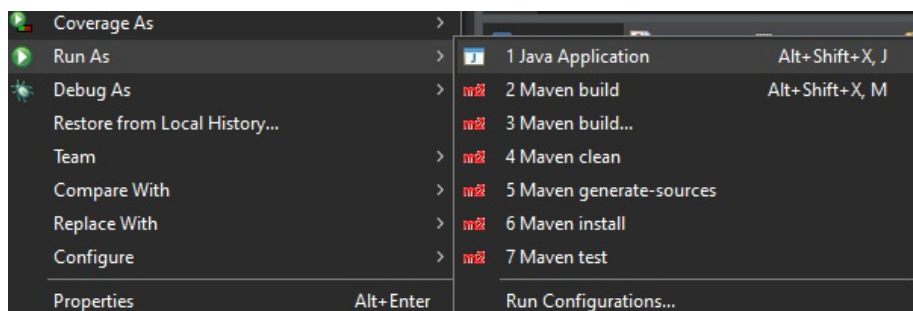 Coverage As
Run As
Debug As
Restore from Local History...
Team
Compare With
Replace With
Configure
Properties Alt+Enter
1 Java Application Alt+Shift+X, J
2 Maven build Alt+Shift+X, M
3 Maven build...
4 Maven clean
5 Maven generate-sources
6 Maven install
7 Maven test
Run Configurations...